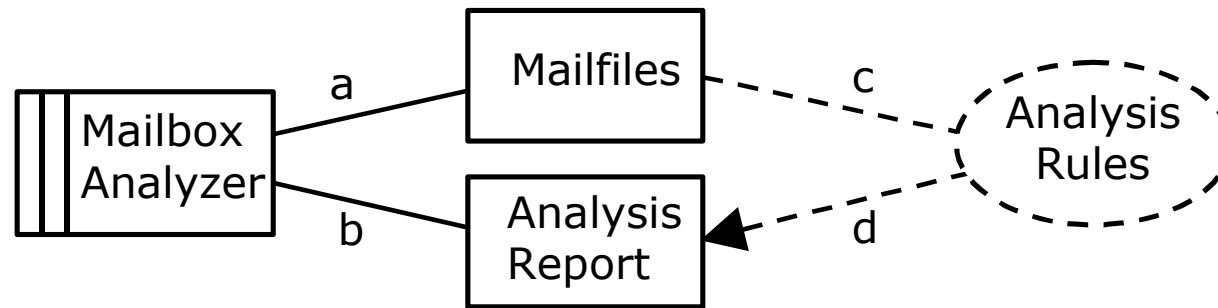 Mailbox
Analyzer
a
b
Mailfiles
Analysis
Report
c
d
Analysis
Rules